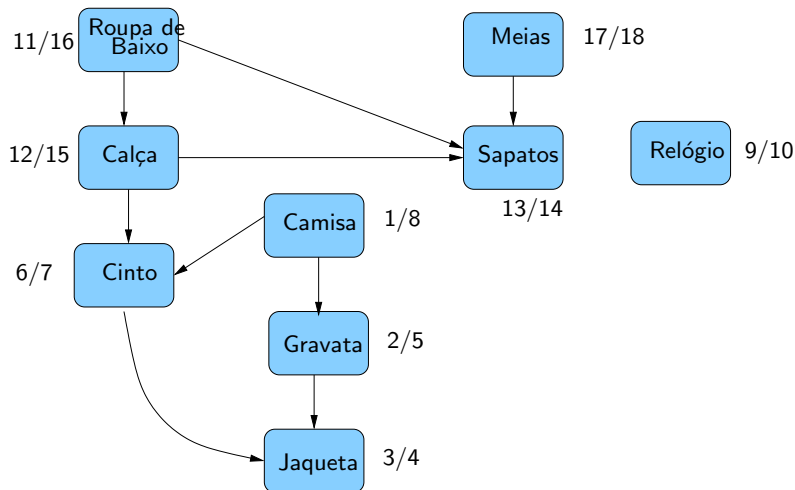 11/16
Roupa de
Baixo
Meias
17/18
12/15
Calça
Sapatos
13/14
Relógio
9/10
Camisa
1/8
6/7
Cinto
Gravata
2/5
Jaqueta
3/4